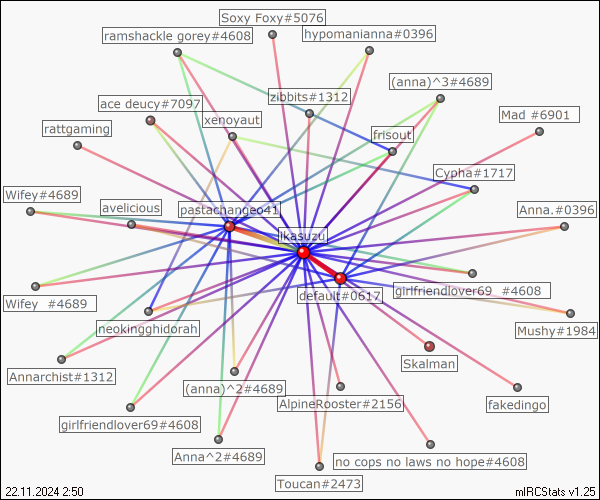 Soxy Foxy#5076
ramshackle gorey#4608
hypomanianna#0396
(anna)^3#4689
zibbits#1312
ace deucy#7097
Mad #6901
xenoyaut
rattgaming
frisout
Cypha#1717
Wifey#4689
avelicious
pastachangeo41
Anna.#0396
ikasuzu
default#0617
girlfriendlover69 #4608
Wifey #4689
neokingghidorah
Mushy#1984
Skalman
Annarchist#1312
(anna)^2#4689
AlpineRooster#2156
fakedingo
girlfriendlover69#4608
Anna^2#4689
no cops no laws no hope#4608
Toucan#2473
22.11.2024 2:50
mIRCStats v1.25